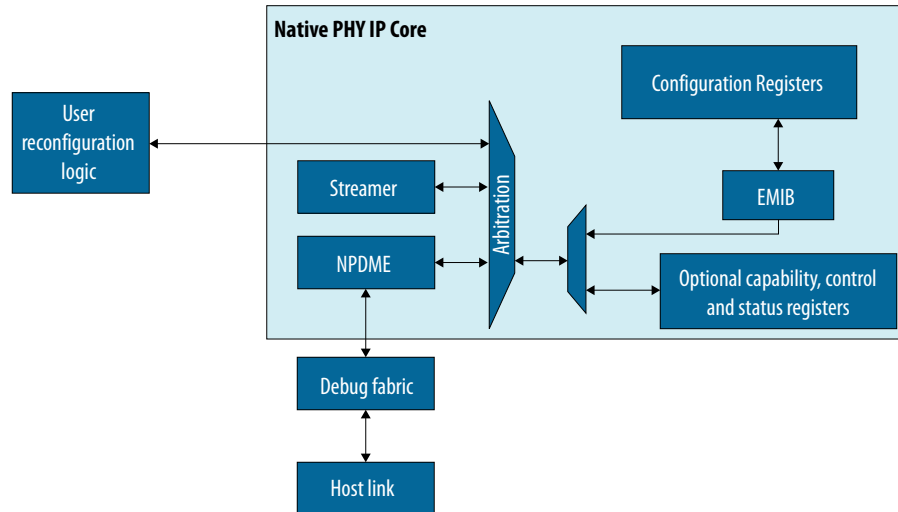 Native PHY IP Core
User
reconfiguration
logic
Configuration Registers
Streamer
Arbitration
EMIB
NPDME
Optional capability, control
and status registers
Debug fabric
Host link